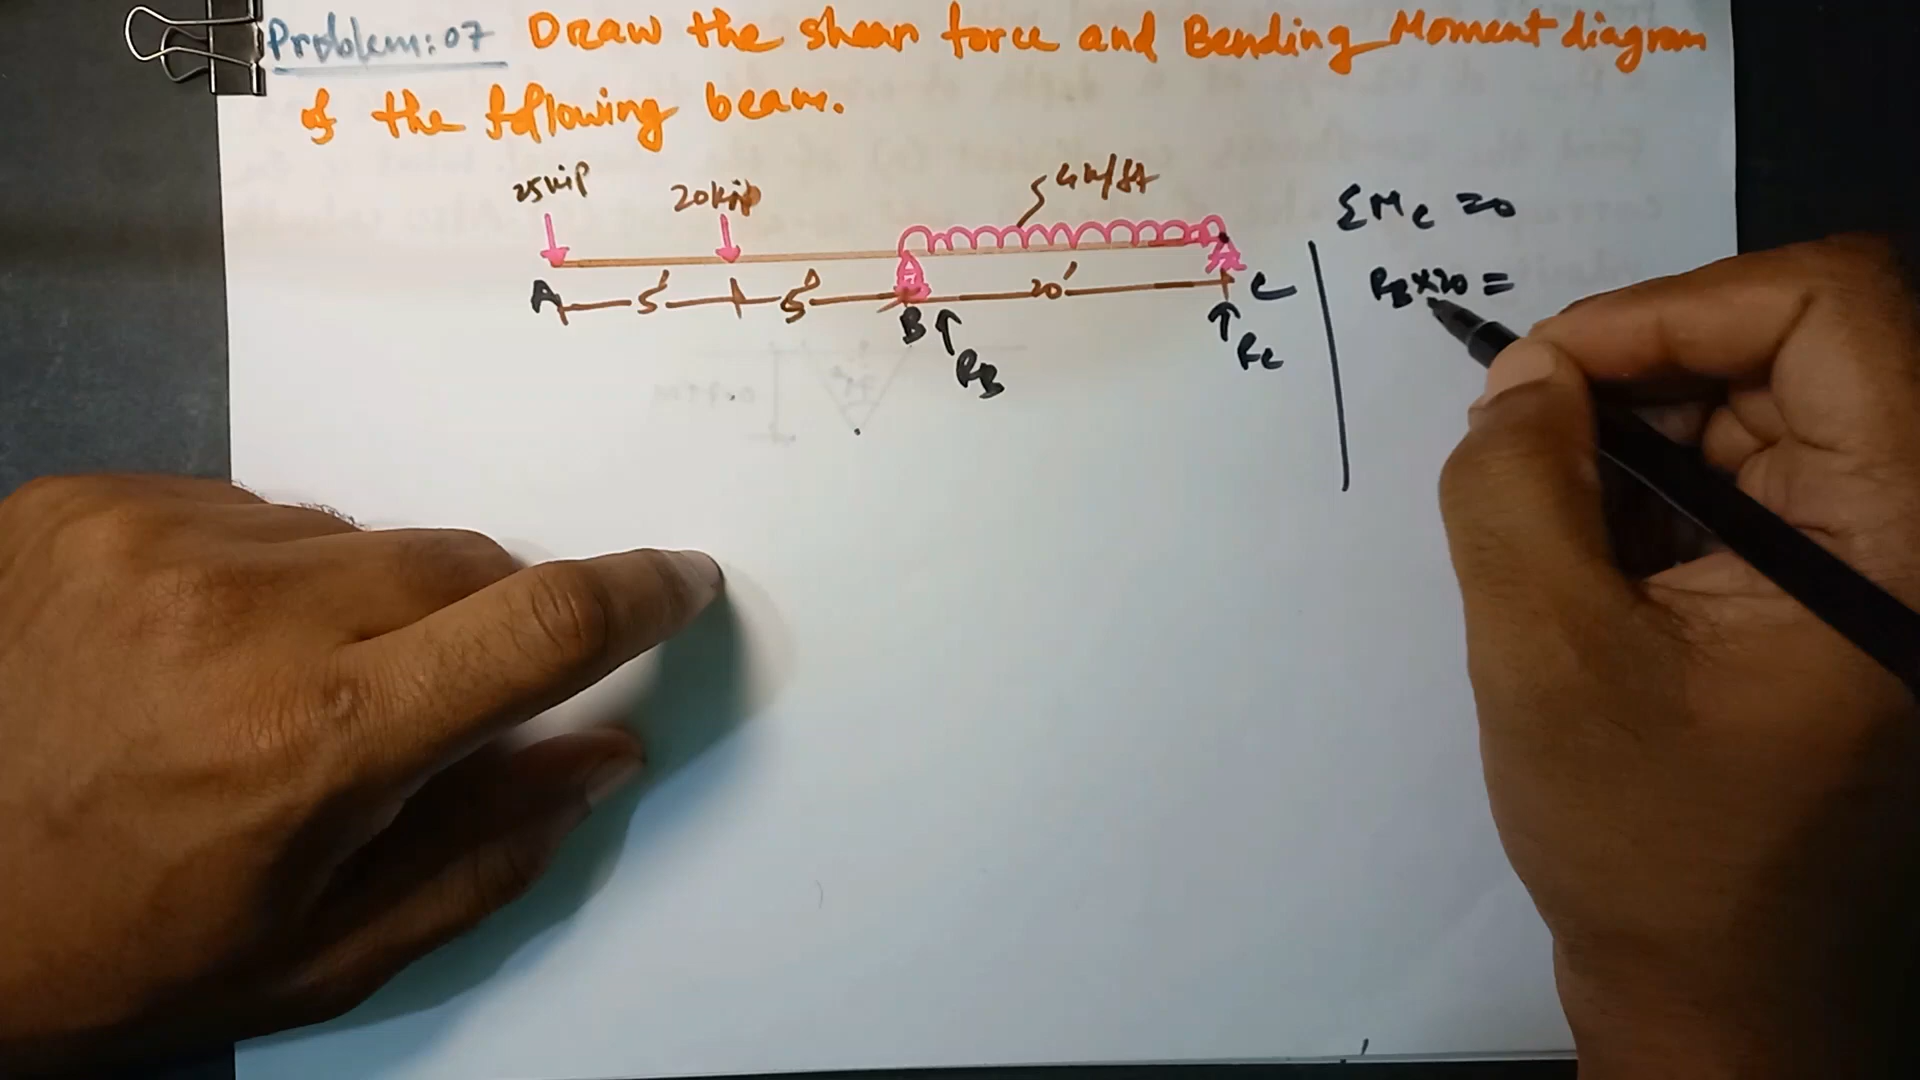 Problem: 07 Draw the shear force and Bending Moment diagram
of the following beam.
25kip 20kip 4k/ft
A 5' 5' 20' C
B RB RC
ΣMC = 0
RB×20 =